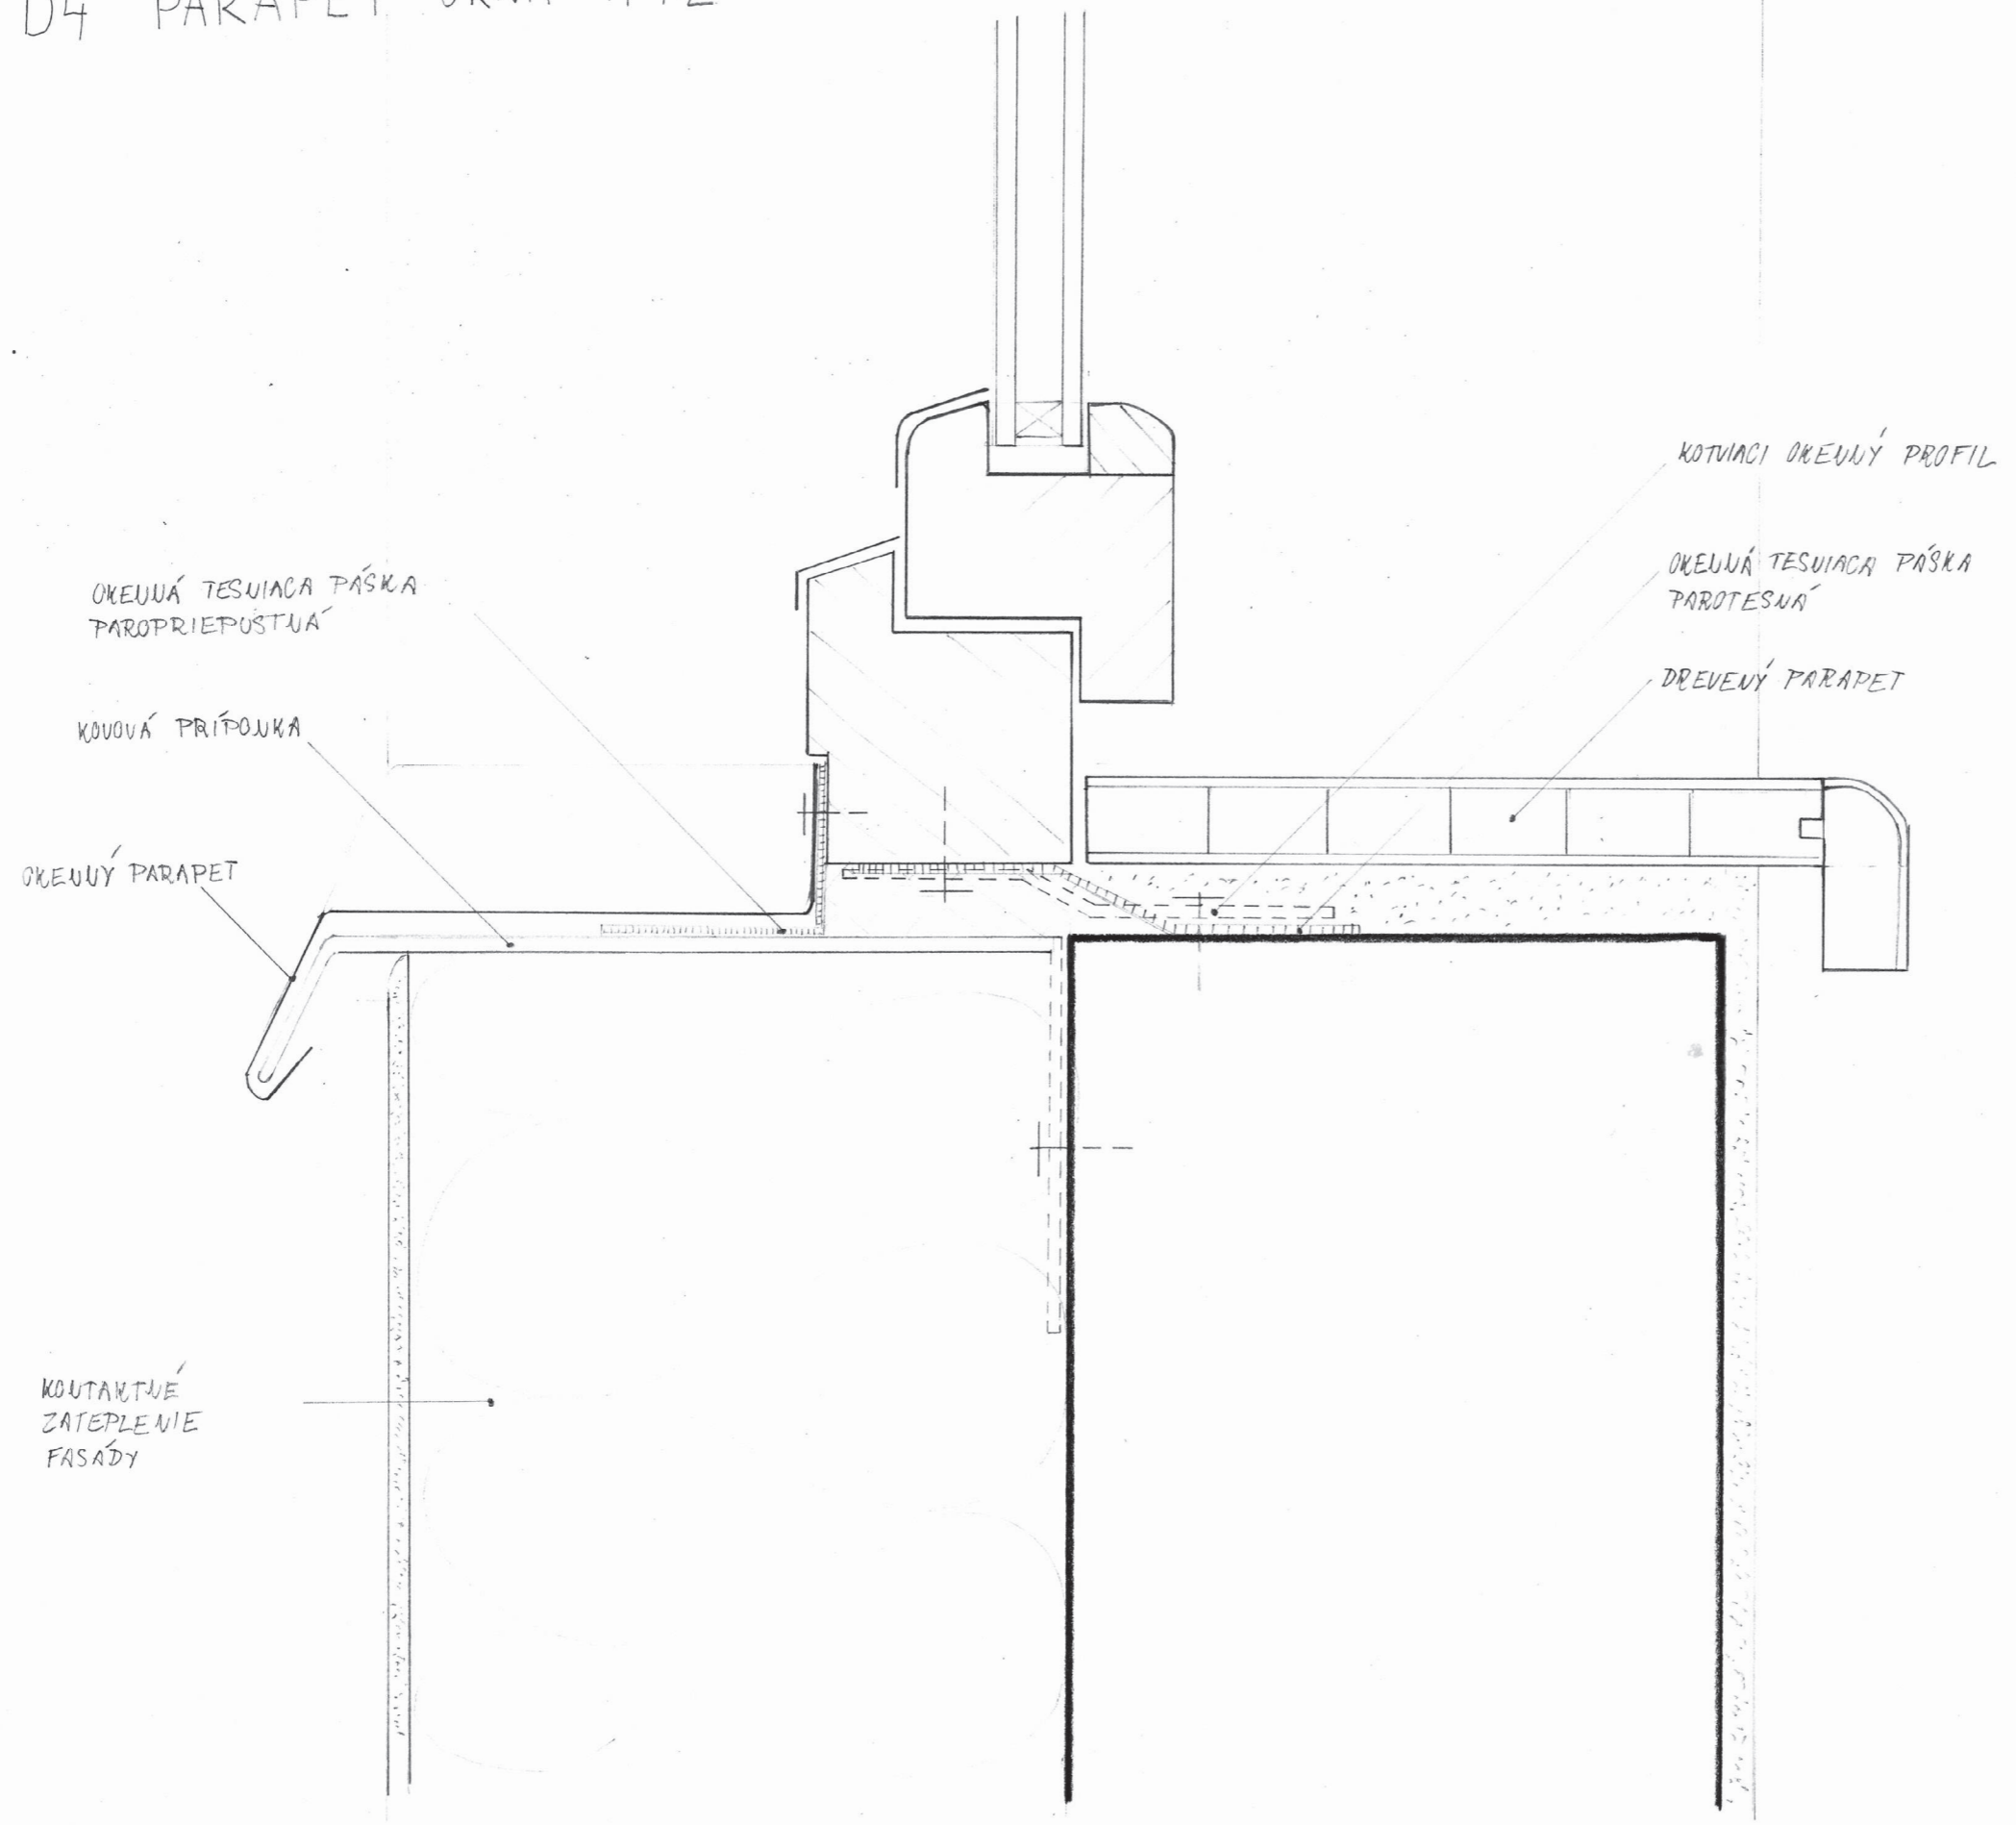 D4 PARAPET OKNA
KOTVIACI OKENNÝ PROFIL
OKENNÁ TESNIACA PÁSKA
PAROTESNÁ
DREVENÝ PARAPET
OKENNÁ TESNIACA PÁSKA
PAROPRIEPUSTNÁ
KOVOVÁ PRÍPONKA
OKENNÝ PARAPET
KONTAKTNÉ
ZATEPLENIE
FASÁDY